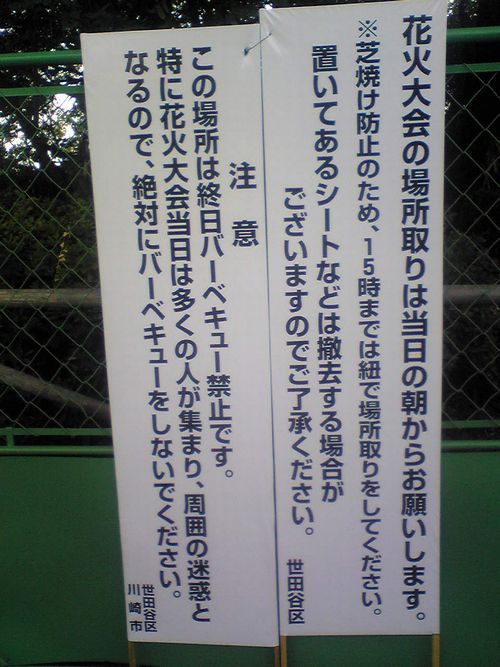 花火大会の場所取りは当日の朝からお願いします。
※芝焼け防止のため、15時までは紐で場所取りをしてください。
置いてあるシートなどは撤去する場合が
ございますのでご了承ください。
世田谷区
注意
この場所は終日バーベキュー禁止です。
特に花火大会当日は多くの人が集まり、周囲の迷惑と
なるので、絶対にバーベキューをしないでください。
世田谷区
川崎市